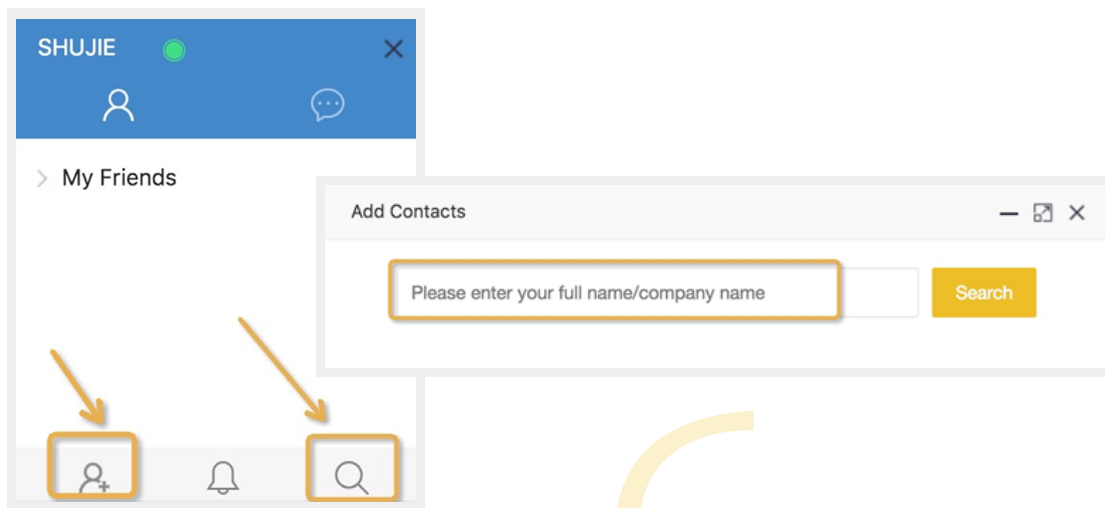 SHUJIE
My Friends
Add Contacts
Please enter your full name/company name
Search